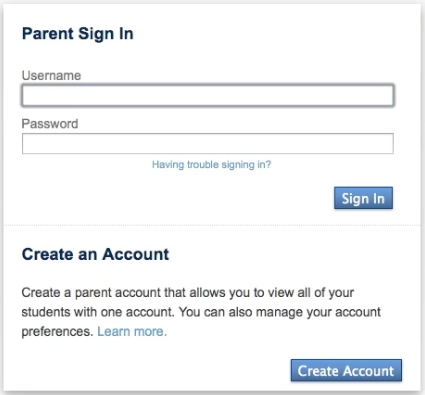 Parent Sign In
Username
Password
Having trouble signing in?
Sign In
Create an Account
Create a parent account that allows you to view all of your
students with one account. You can also manage your account
preferences. Learn more.
Create Account